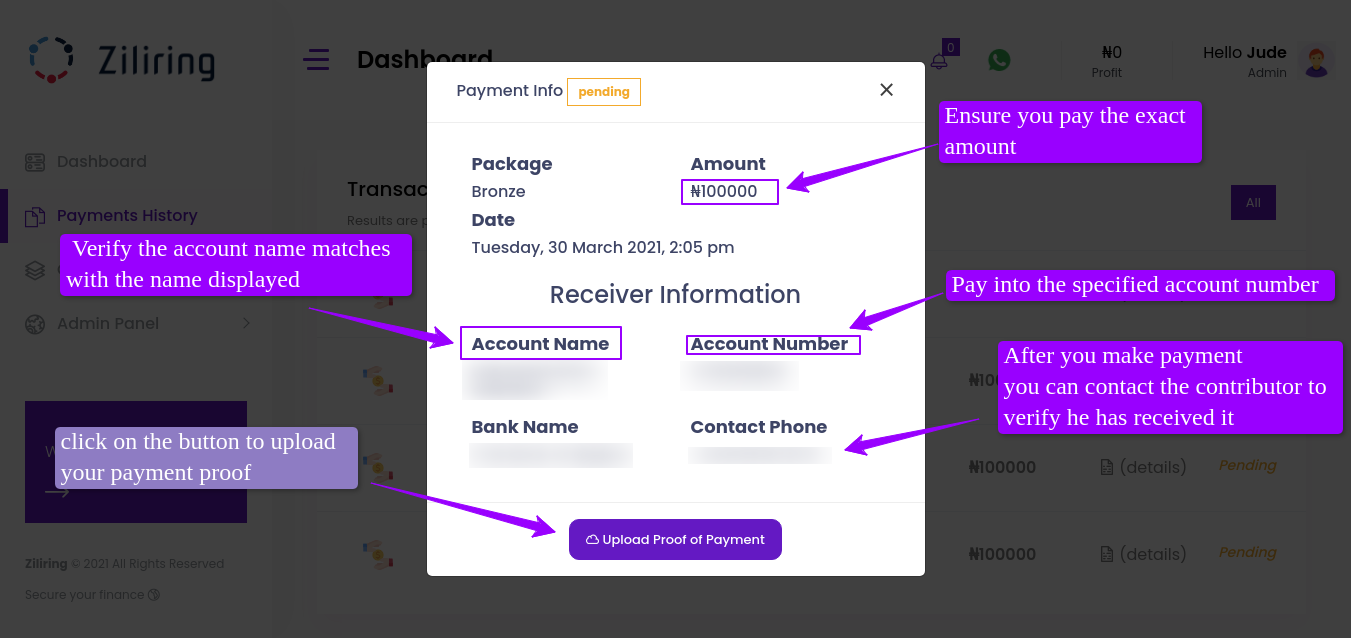 Ziliring
Dashboard
0
₦0
Profit
Hello Jude
Admin
Payment Info
pending
Ensure you pay the exact
amount
Dashboard
Payments History
Admin Panel
Transac
Results are p
All
Package
Bronze
Amount
₦100000
Date
Tuesday, 30 March 2021, 2:05 pm
Verify the account name matches
with the name displayed
Receiver Information
Pay into the specified account number
Account Name
Account Number
After you make payment
you can contact the contributor to
verify he has received it
Bank Name
Contact Phone
click on the button to upload
your payment proof
₦100000
(details)
Pending
Upload Proof of Payment
₦100000
(details)
Pending
Ziliring © 2021 All Rights Reserved
Secure your finance